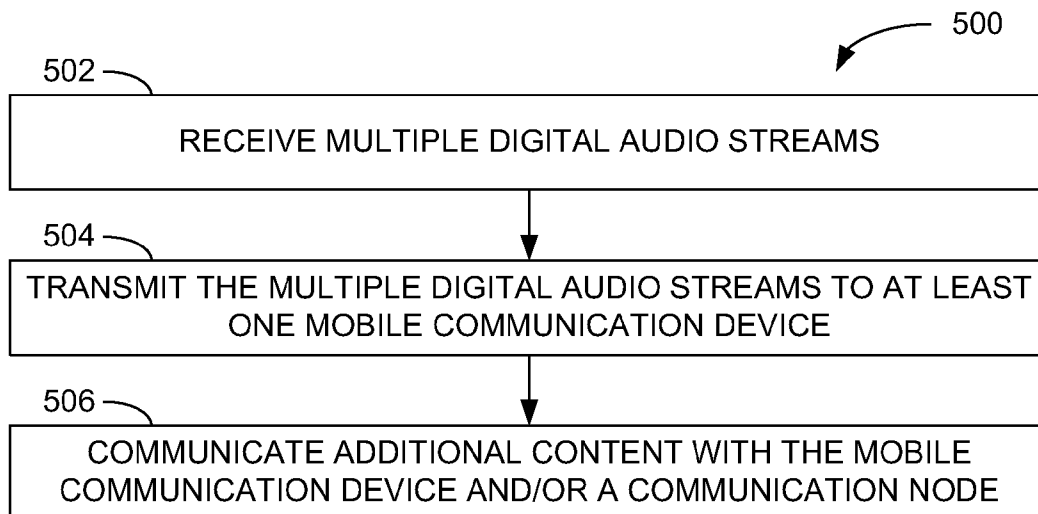 500
502
RECEIVE MULTIPLE DIGITAL AUDIO STREAMS
504
TRANSMIT THE MULTIPLE DIGITAL AUDIO STREAMS TO AT LEAST
ONE MOBILE COMMUNICATION DEVICE
506
COMMUNICATE ADDITIONAL CONTENT WITH THE MOBILE
COMMUNICATION DEVICE AND/OR A COMMUNICATION NODE